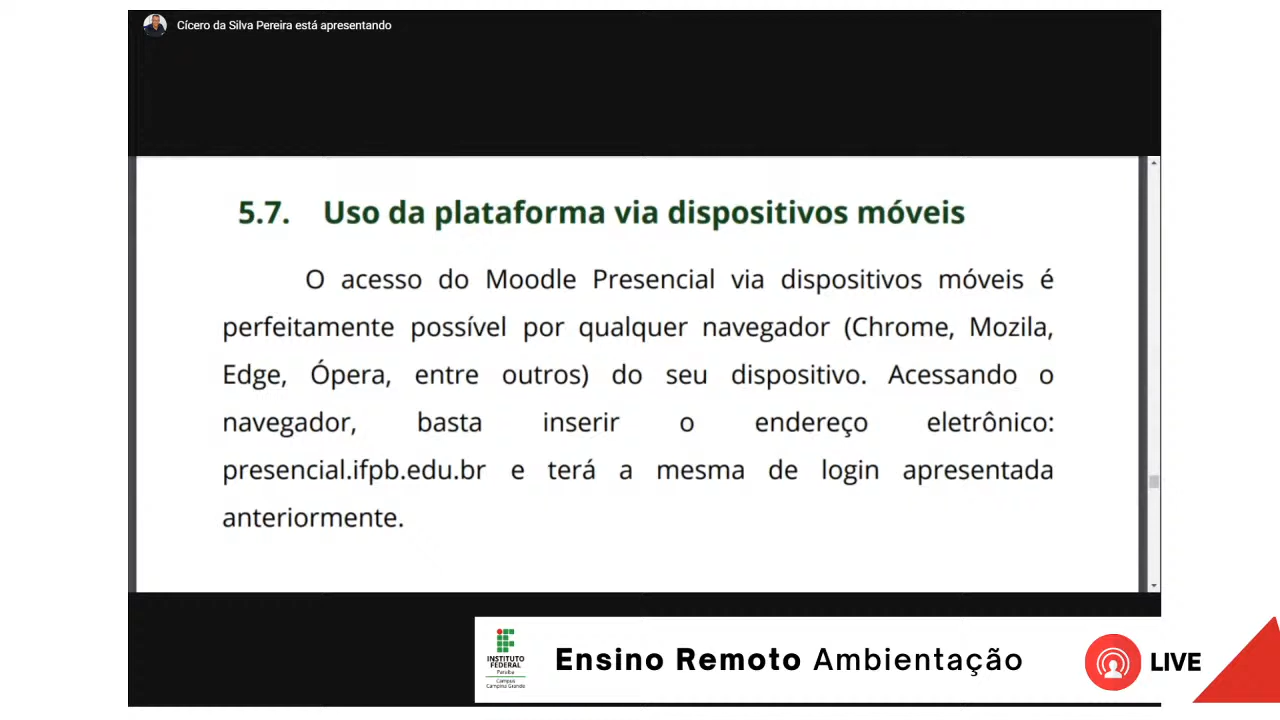 Cícero da Silva Pereira está apresentando
5.7. Uso da plataforma via dispositivos móveis
O acesso do Moodle Presencial via dispositivos móveis é
perfeitamente possível por qualquer navegador (Chrome, Mozila,
Edge, Ópera, entre outros) do seu dispositivo. Acessando o
navegador, basta inserir o endereço eletrônico:
presencial.ifpb.edu.br e terá a mesma de login apresentada
anteriormente.
INSTITUTO
FEDERAL
Paraíba
Campus
Campina Grande
Ensino Remoto Ambientação
LIVE